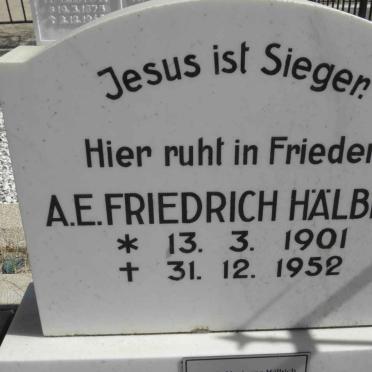 Jesus ist Sieger.
Hier ruht in Frieden
A.E. FRIEDRICH HÄLB
* 13. 3. 1901
† 31. 12. 1952